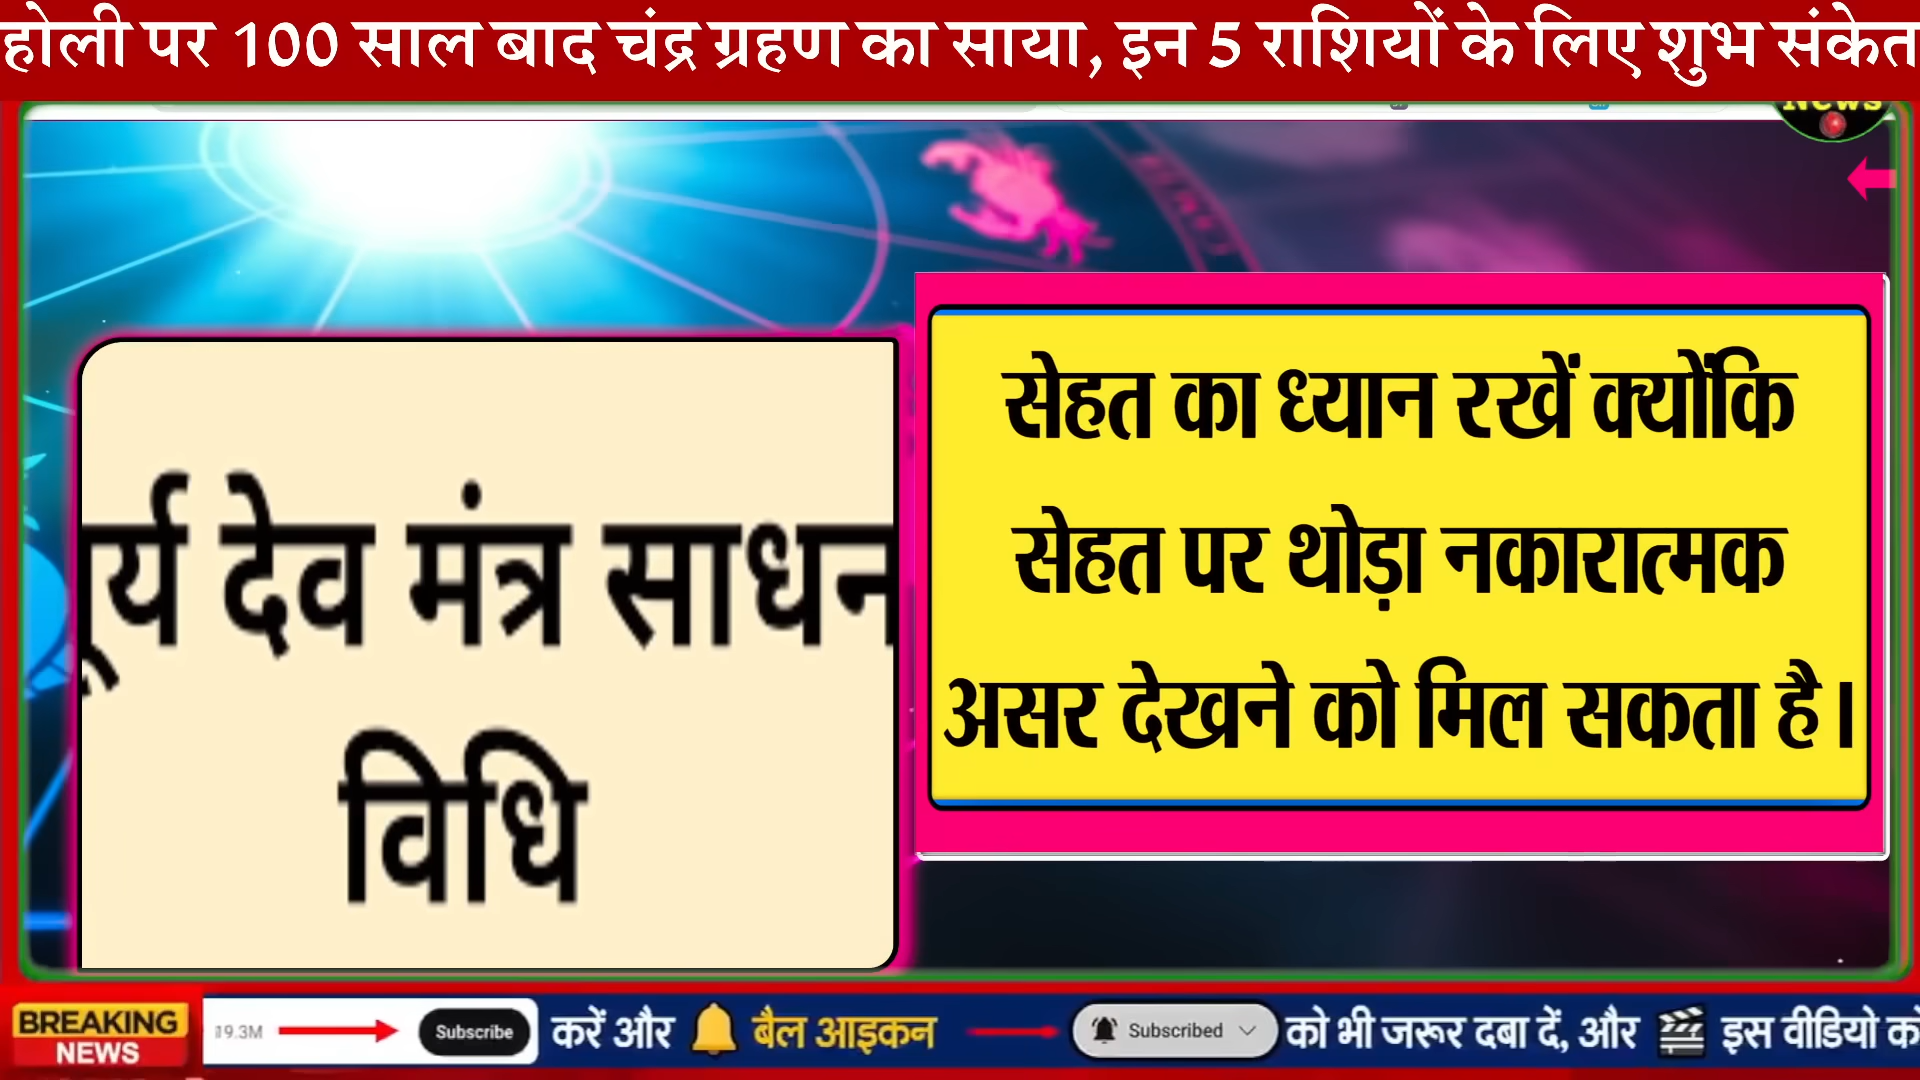 होली पर 100 साल बाद चंद्र ग्रहण का साया, इन 5 राशियों के लिए शुभ संकेत
News
सेहत का ध्यान रखें क्योंकि
सेहत पर थोड़ा नकारात्मक
असर देखने को मिल सकता है।
देव मंत्र
विधि
BREAKING
NEWS
19.3M Subscribe करें और बैल आइकन Subscribed को भी जरूर दबा दें, और इस वीडियो को